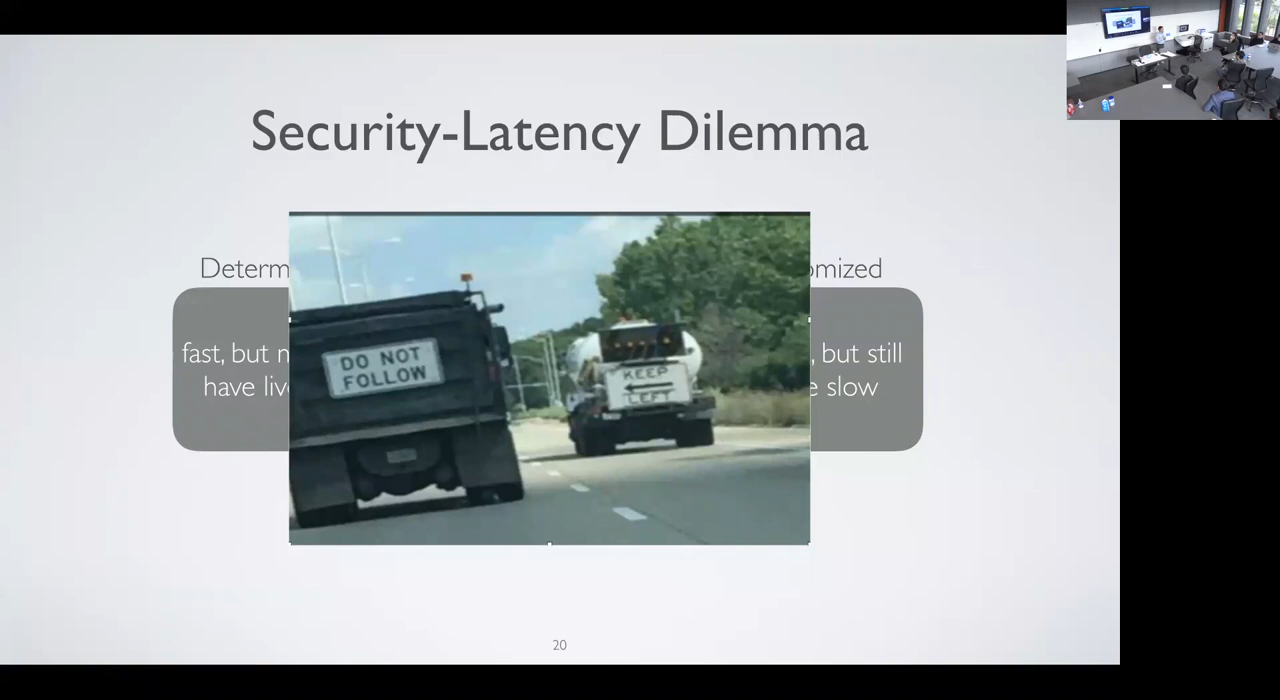 Security-Latency Dilemma
Determ
omized
fast, but n
have liv
, but still
e slow
DO NOT
FOLLOW
KEEP
LEFT
20